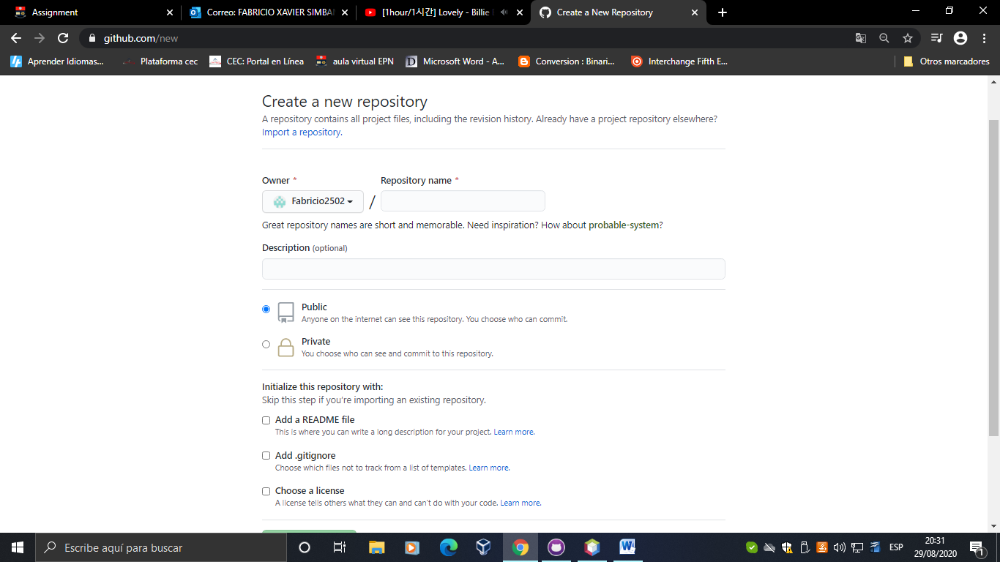 Assignment
Correo: FABRICIO XAVIER SIMBA
[1hour/1시간] Lovely - Billie
Create a New Repository
github.com/new
Aprender Idiomas...
Plataforma cec
CEC: Portal en Línea
aula virtual EPN
Microsoft Word - A...
Conversion : Binari...
Interchange Fifth E...
Otros marcadores
Create a new repository
A repository contains all project files, including the revision history. Already have a project repository elsewhere?
Import a repository.
Owner *
Repository name *
Fabricio2502
/
Great repository names are short and memorable. Need inspiration? How about probable-system?
Description (optional)
Public
Anyone on the internet can see this repository. You choose who can commit.
Private
You choose who can see and commit to this repository.
Initialize this repository with:
Skip this step if you're importing an existing repository.
Add a README file
This is where you can write a long description for your project. Learn more.
Add .gitignore
Choose which files not to track from a list of templates. Learn more.
Choose a license
A license tells others what they can and can't do with your code. Learn more.
Escribe aquí para buscar
ESP
20:31
29/08/2020
1